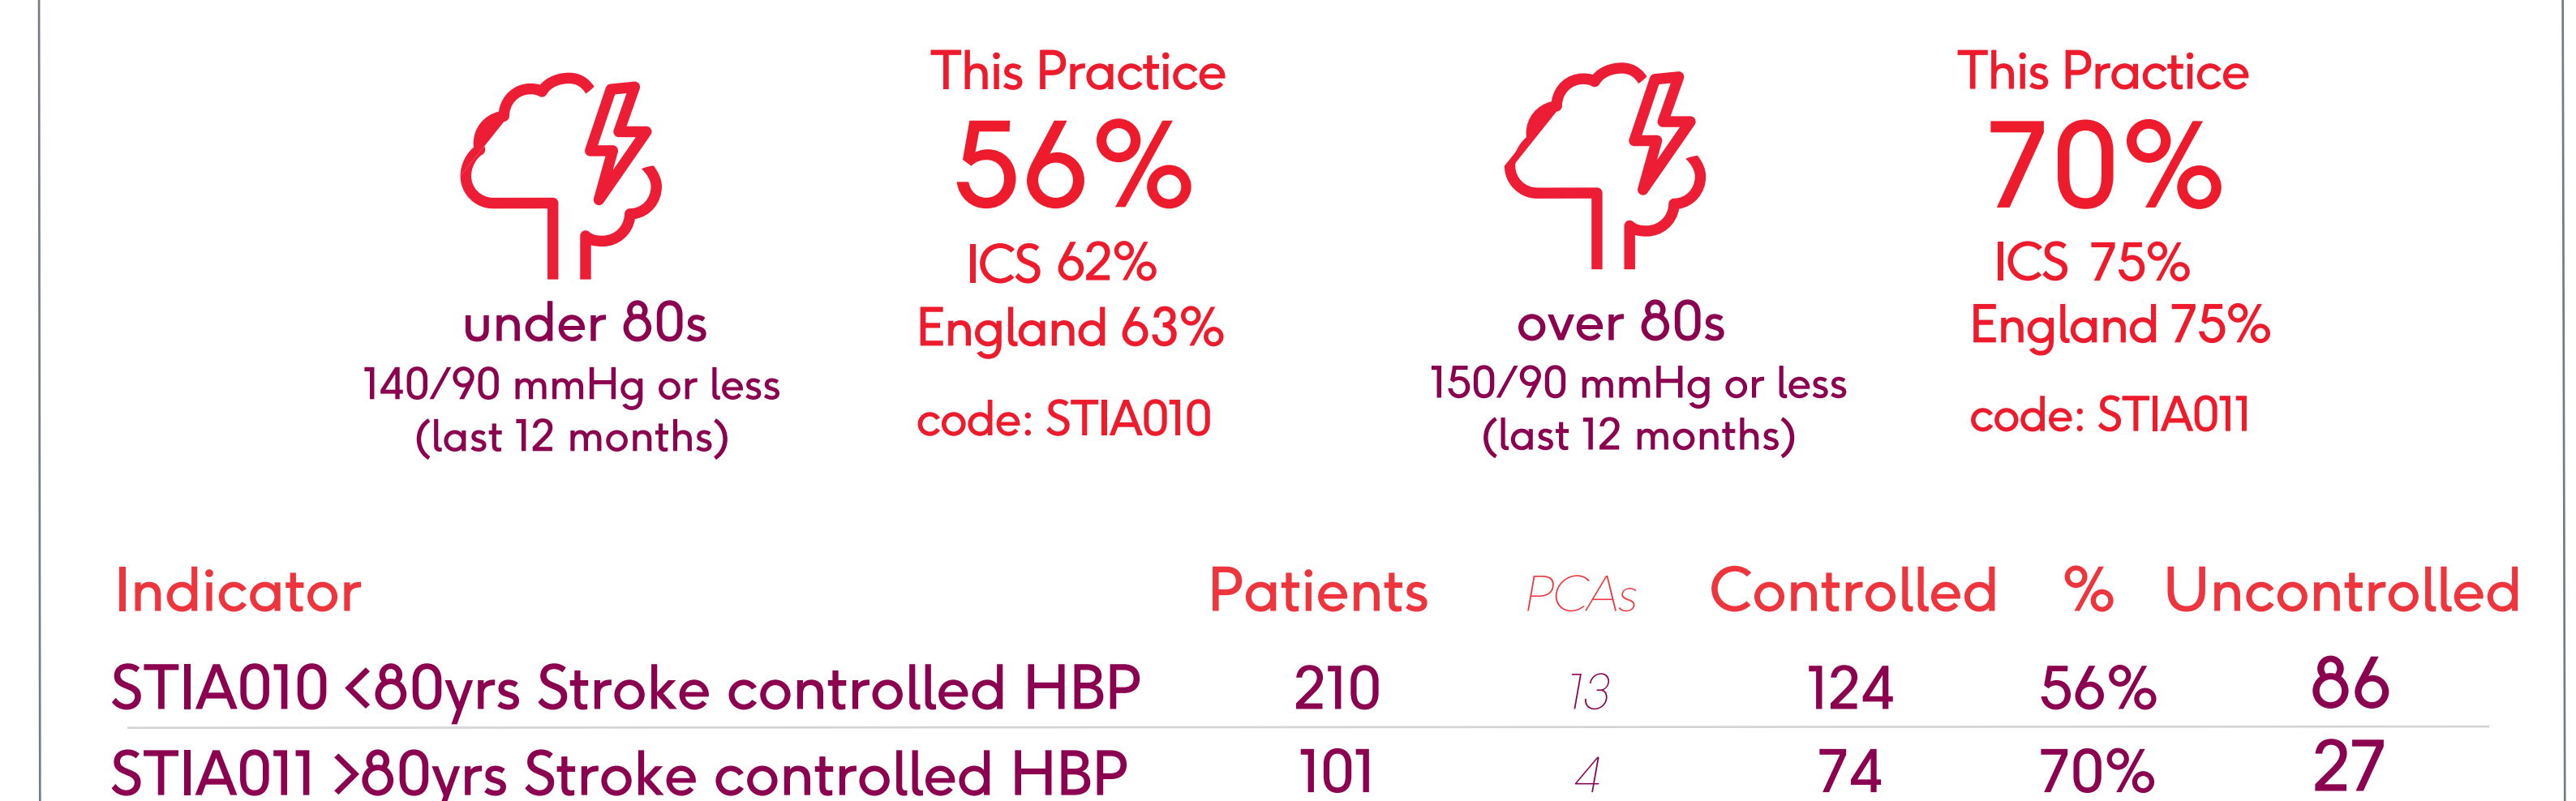 This Practice
56%
ICS 62%
England 63%
code: STIA010
under 80s
140/90 mmHg or less
(last 12 months)
This Practice
70%
ICS 75%
England 75%
code: STIA011
over 80s
150/90 mmHg or less
(last 12 months)
Indicator Patients PCAs Controlled % Uncontrolled
STIA010 <80yrs Stroke controlled HBP 210 13 124 56% 86
STIA011 >80yrs Stroke controlled HBP 101 4 74 70% 27